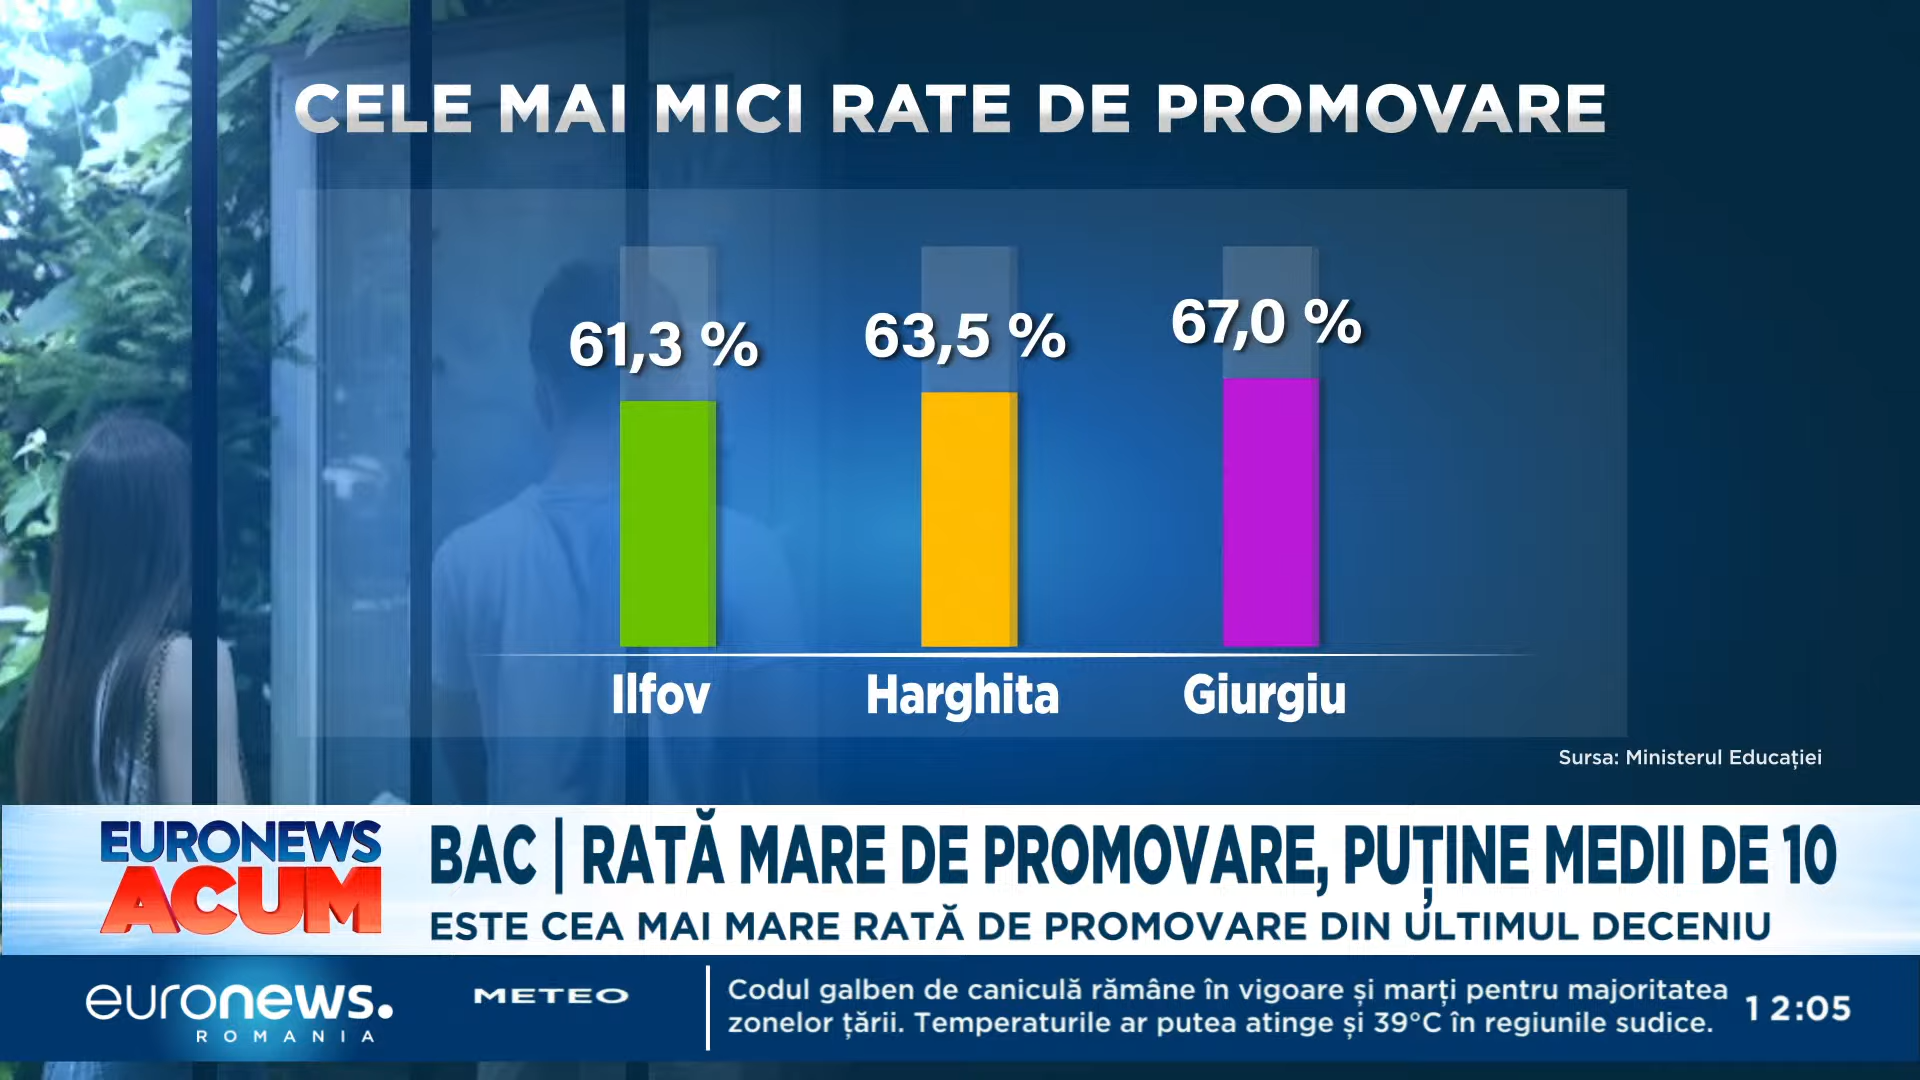 CELE MAI MICI RATE DE PROMOVARE
61,3 %
63,5 %
67,0 %
Ilfov
Harghita
Giurgiu
Sursa: Ministerul Educației
EURONEWS
ACUM
BAC | RATĂ MARE DE PROMOVARE, PUȚINE MEDII DE 10
ESTE CEA MAI MARE RATĂ DE PROMOVARE DIN ULTIMUL DECENIU
euronews.
ROMANIA
METEO
Codul galben de caniculă rămâne în vigoare și marți pentru majoritatea
zonelor țării. Temperaturile ar putea atinge și 39°C în regiunile sudice.
12:05